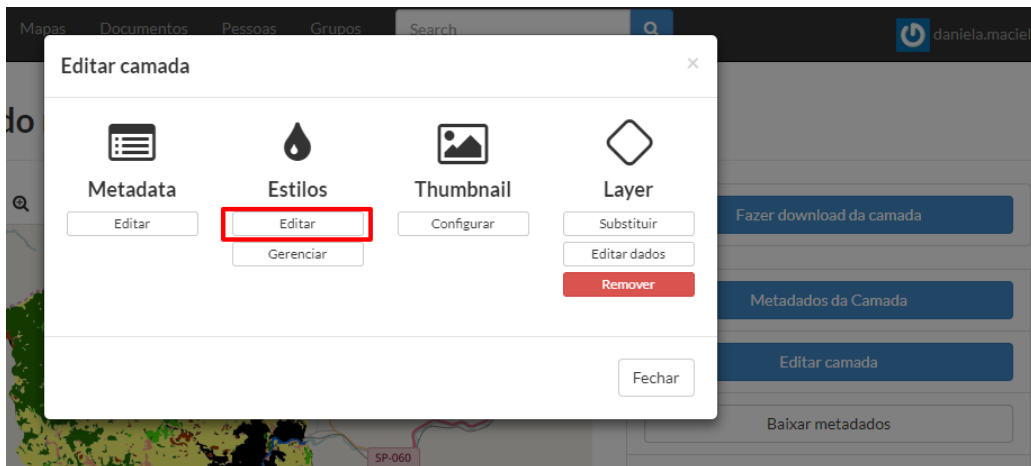 Mapas Documentos Pessoas Grupos Search daniela.maciel
Editar camada ×
do
Metadata Estilos Thumbnail Layer
Editar Editar Configurar Substituir
Gerenciar Editar dados
Remover
Fechar
Fazer download da camada
Metadados da Camada
Editar camada
Baixar metadados
SP-060